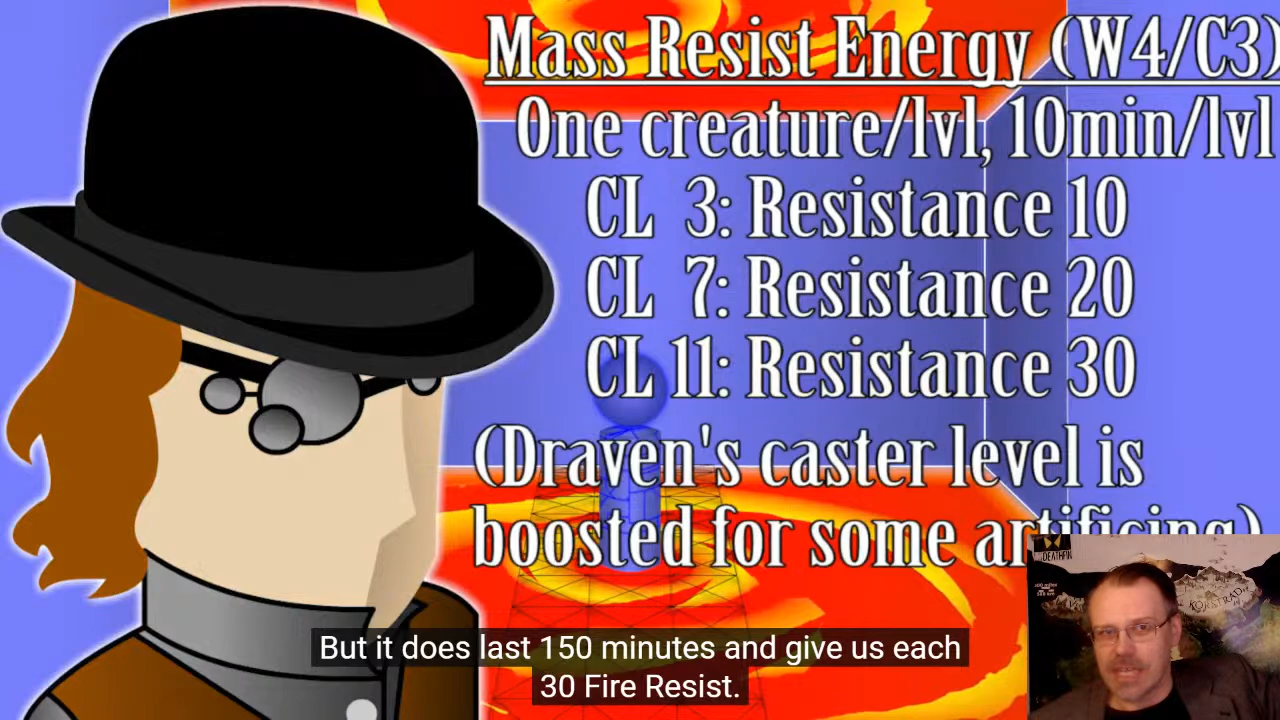 Mass Resist Energy (W4/C3)
One creature/lvl, 10min/lvl
CL 3: Resistance 10
CL 7: Resistance 20
CL 11: Resistance 30
(Draven's caster level is
boosted for some artificing)
But it does last 150 minutes and give us each
30 Fire Resist.
KONSTRAD